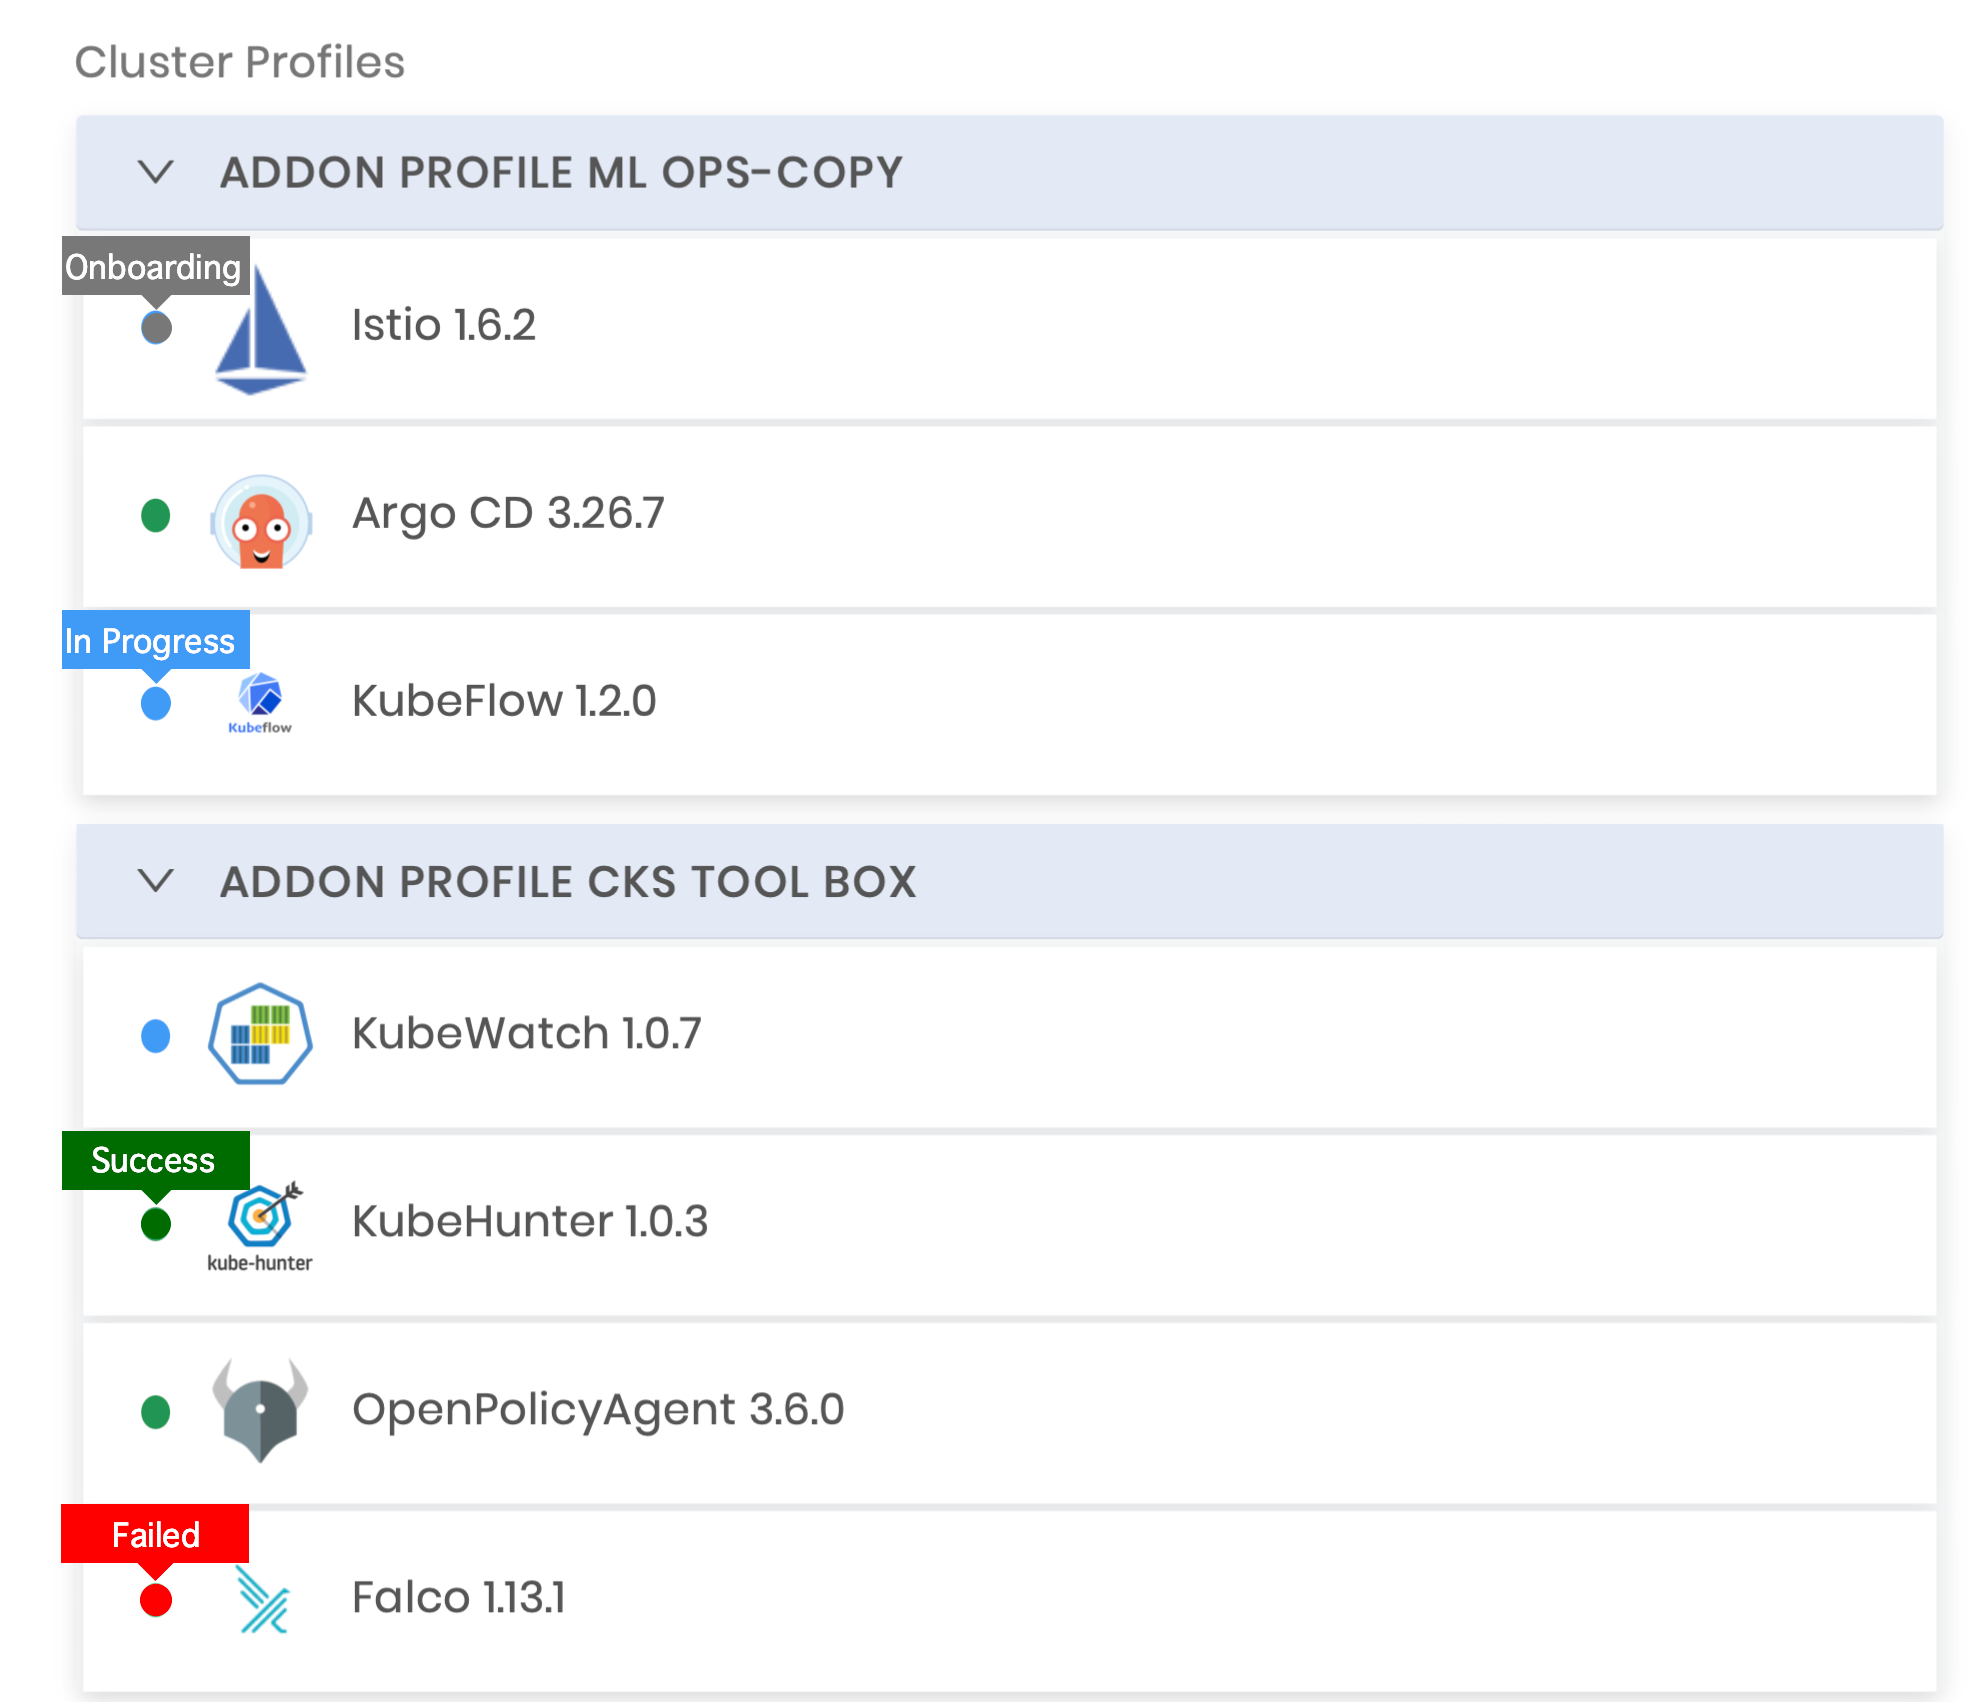 Cluster Profiles
ADDON PROFILE ML OPS-COPY
Onboarding
Istio 1.6.2
Argo CD 3.26.7
In Progress
KubeFlow 1.2.0
Kubeflow
ADDON PROFILE CKS TOOL BOX
KubeWatch 1.0.7
Success
KubeHunter 1.0.3
kube-hunter
OpenPolicyAgent 3.6.0
Failed
Falco 1.13.1